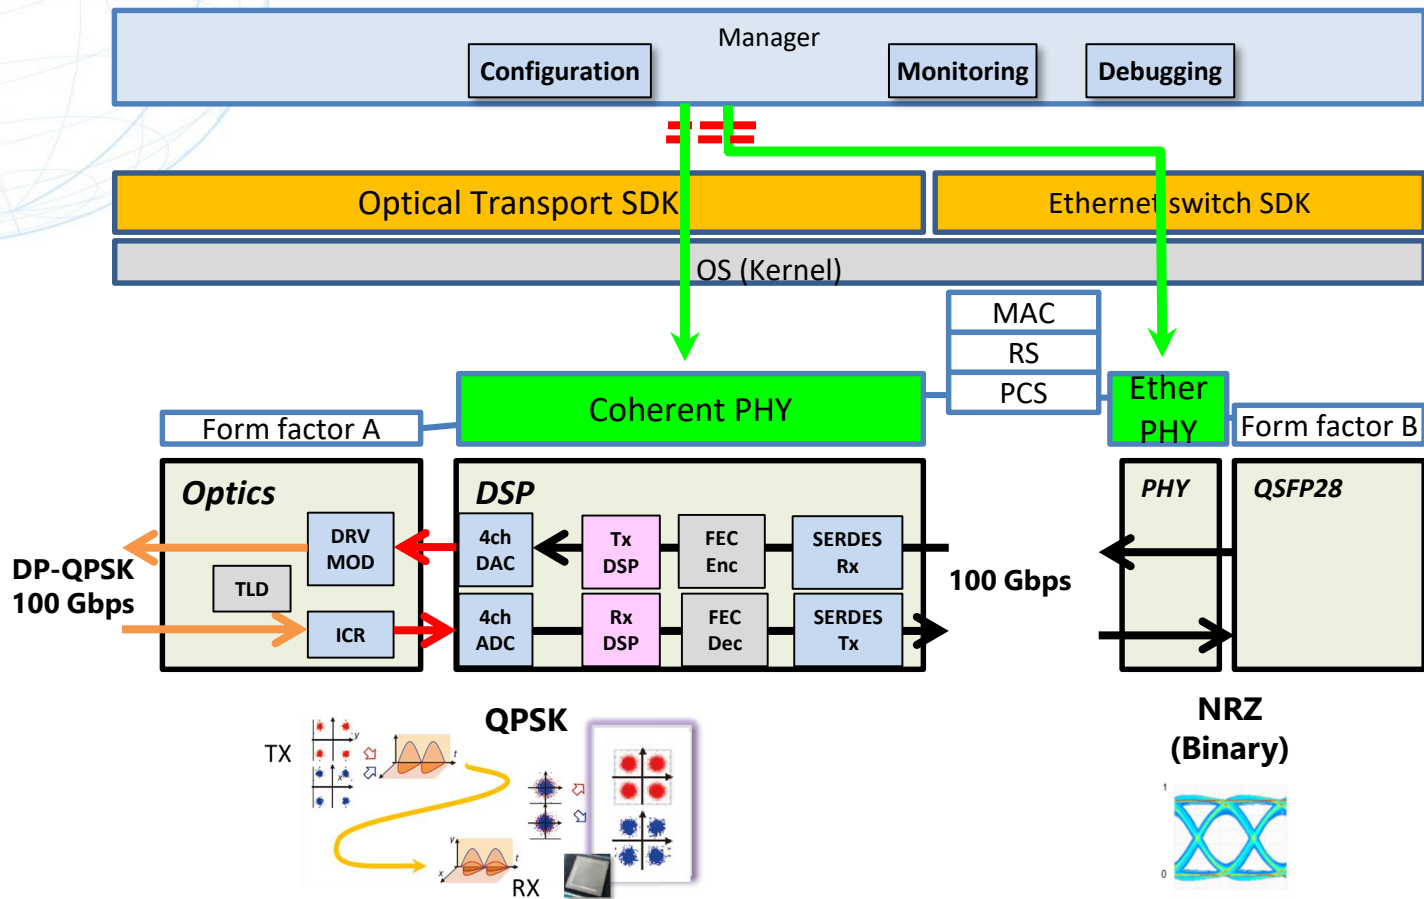 Manager
Configuration
Monitoring
Debugging
Optical Transport SDK
Ethernet switch SDK
OS (Kernel)
MAC
RS
PCS
Form factor A
Coherent PHY
Ether
PHY
Form factor B
Optics
DSP
PHY
QSFP28
DRV
MOD
4ch
DAC
Tx
DSP
FEC
Enc
SERDES
Rx
DP-QPSK
100 Gbps
TLD
100 Gbps
ICR
4ch
ADC
Rx
DSP
FEC
Dec
SERDES
Tx
QPSK
NRZ
(Binary)
TX
y
x
t
y
x
t
RX
1
0